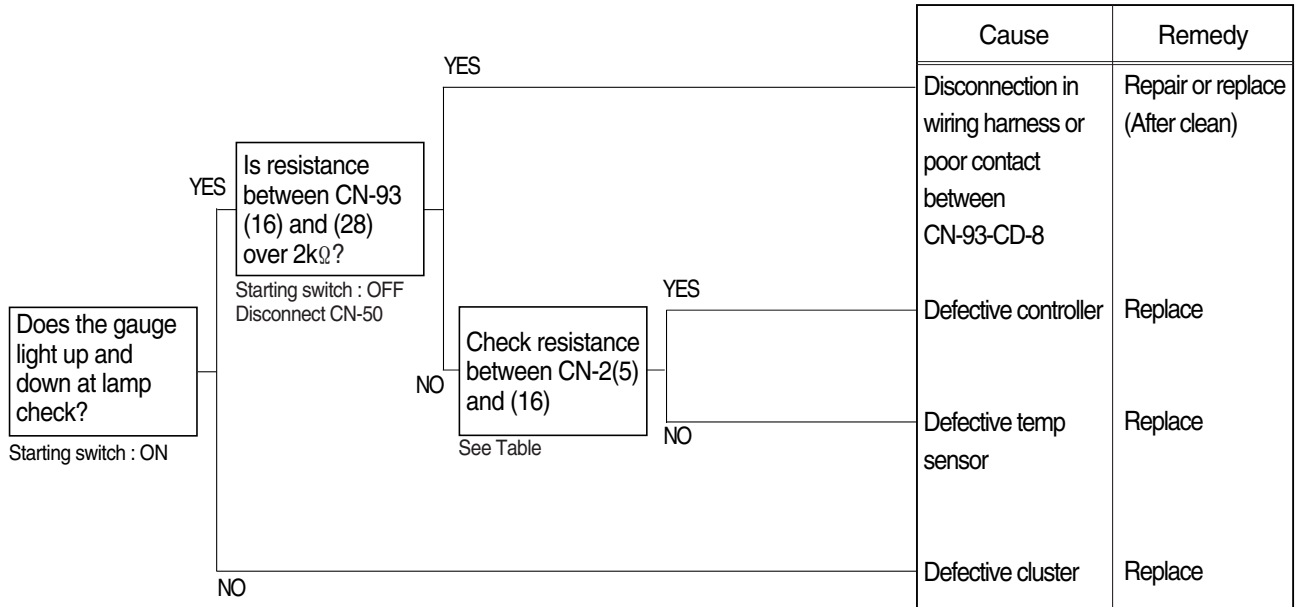 Cause
Remedy
YES
Disconnection in
wiring harness or
poor contact
between
CN-93-CD-8
Repair or replace
(After clean)
YES
Is resistance
between CN-93
(16) and (28)
over 2kΩ?
Starting switch : OFF
Disconnect CN-50
YES
Defective controller
Replace
Does the gauge
light up and
down at lamp
check?
Starting switch : ON
NO
Check resistance
between CN-2(5)
and (16)
See Table
NO
Defective temp
sensor
Replace
NO
Defective cluster
Replace